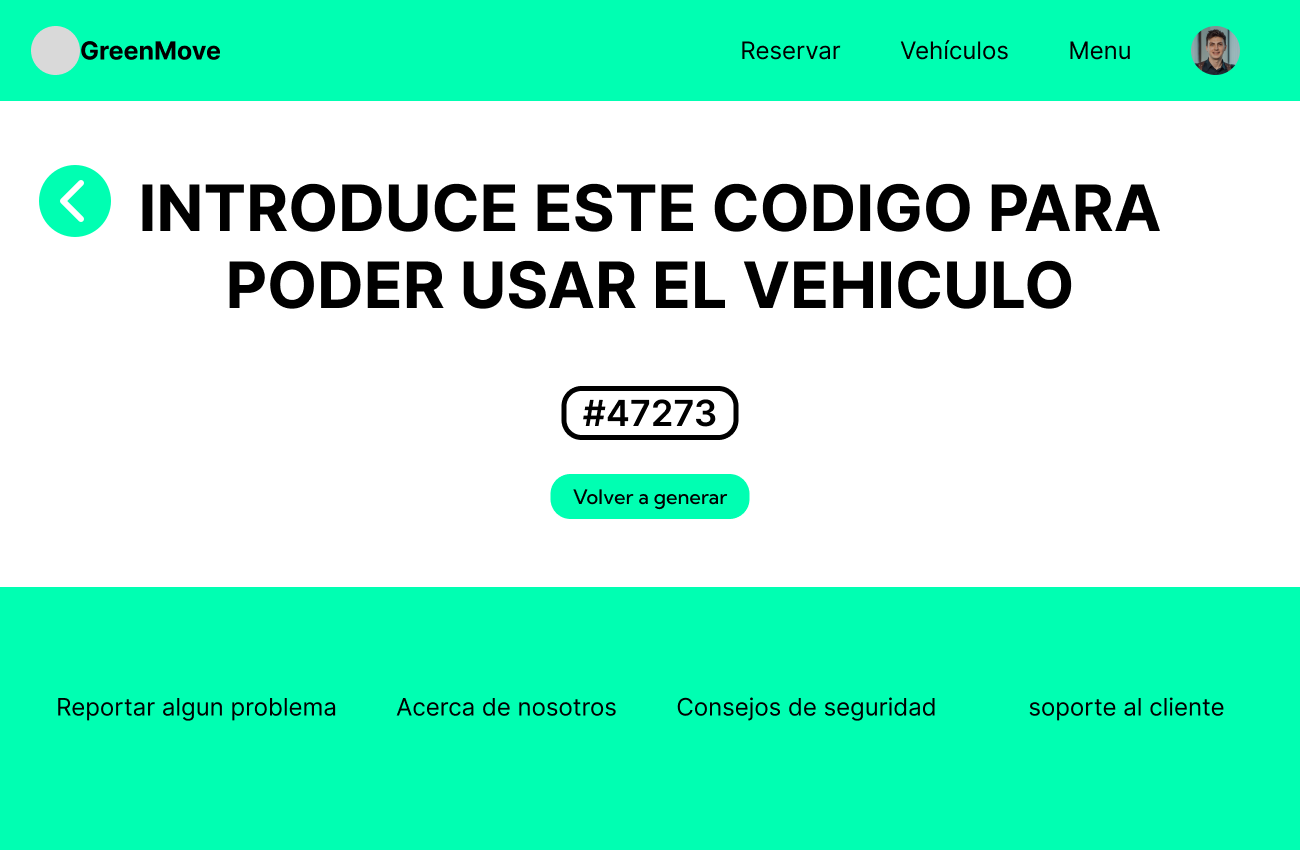 GreenMove
Reservar
Vehículos
Menu
INTRODUCE ESTE CODIGO PARA
PODER USAR EL VEHICULO
#47273
Volver a generar
Reportar algun problema
Acerca de nosotros
Consejos de seguridad
soporte al cliente